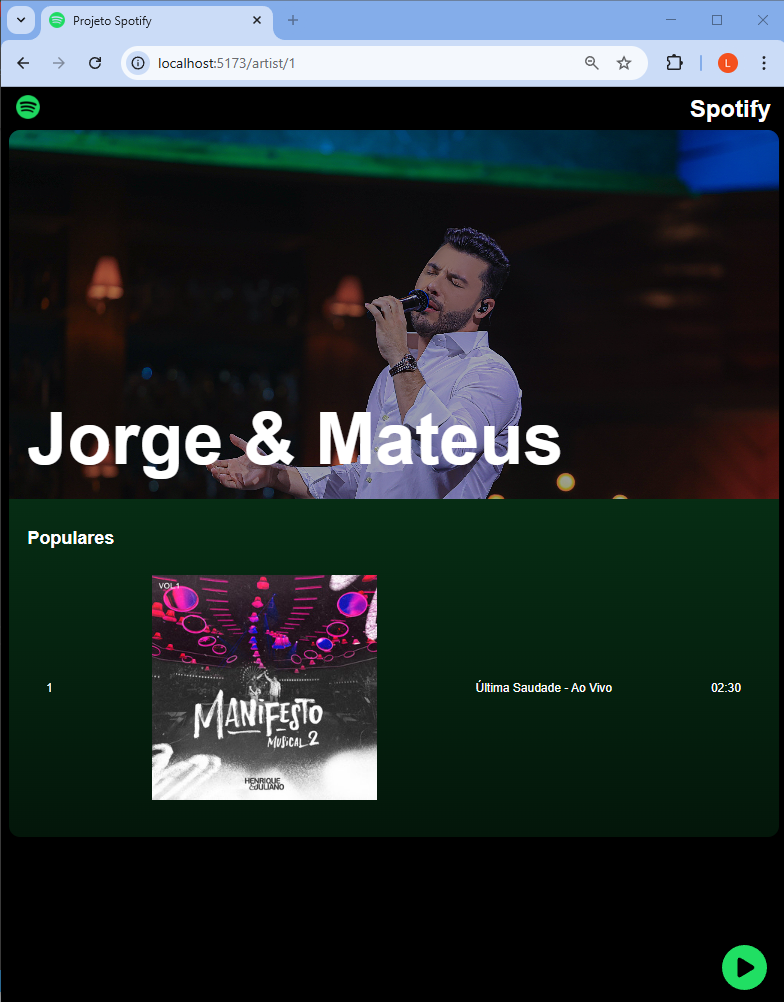 Projeto Spotify
localhost:5173/artist/1
L
Spotify
Jorge & Mateus
Populares
1
VOL.1
MANIFESTO
MUSICAL 2
HENRIQUE
&JULIANO
Última Saudade - Ao Vivo
02:30